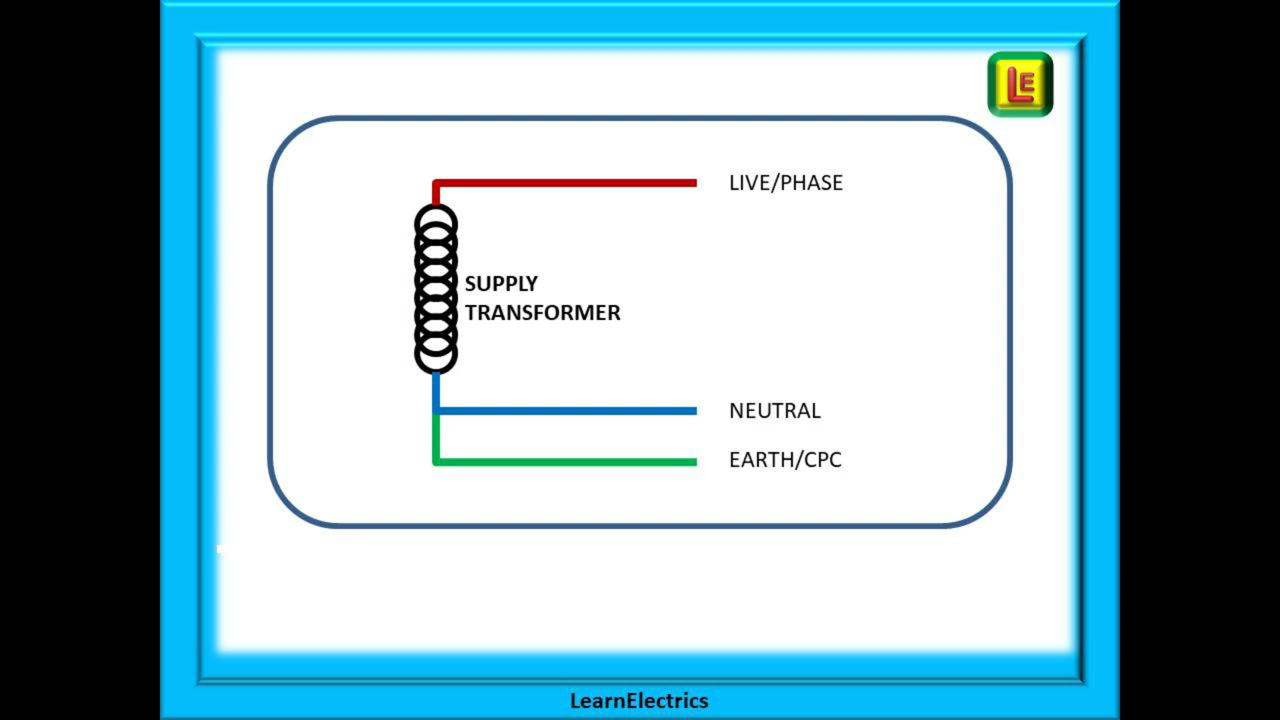 LE
LIVE/PHASE
SUPPLY
TRANSFORMER
NEUTRAL
EARTH/CPC
LearnElectrics